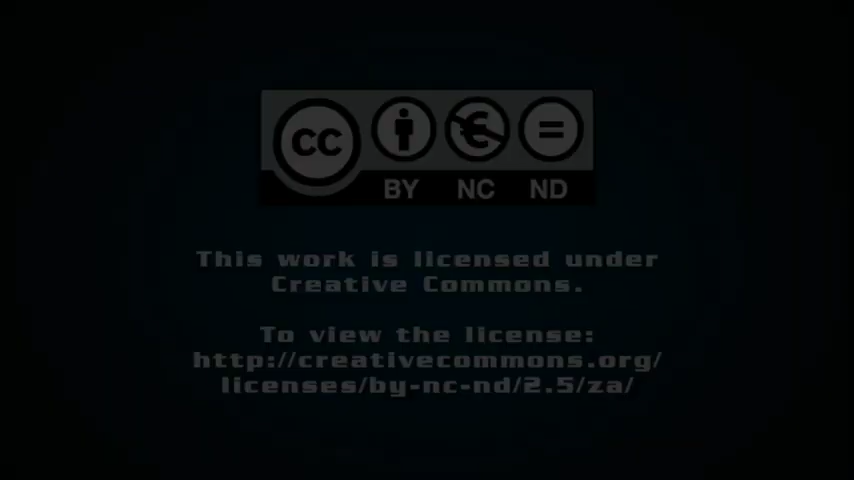 cc
BY NC ND
This work is licensed under
Creative Commons.
To view the license:
http://creativecommons.org/
licenses/by-nc-nd/2.5/za/